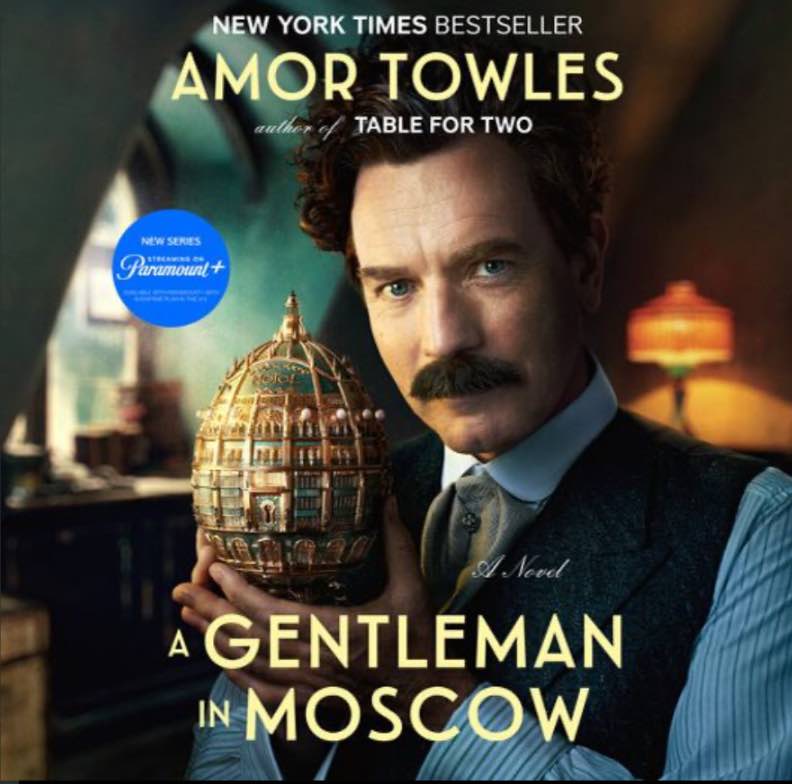 NEW YORK TIMES BESTSELLER
AMOR TOWLES
author of TABLE FOR TWO
NEW SERIES
STREAMING ON
Paramount+
A Novel
A GENTLEMAN
IN MOSCOW